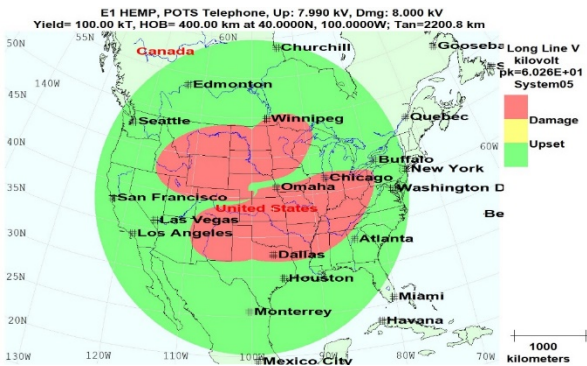 E1 HEMP, POTS Telephone, Up: 7.990 kV, Dmg: 8.000 kV
Yield= 100.00 kT, HOB= 400.00 km at 40.0000N, 100.0000W; Tan=2200.8 km
50N
Canada
60W
Churchill
Gooseba
Long Line V
kilovolt
pk=6.026E+01
System05
Damage
Upset
140W
Edmonton
45N
Seattle
Winnipeg
Quebec
60W
40N
Buffalo
New York
Chicago
Omaha
Washington D
35N
San Francisco
United States
Be
Las Vegas
Los Angeles
Atlanta
30N
Dallas
Houston
25N
Miami
Monterrey
Havana
20N
Mexico City
130W
120W
110W
100W
90W
80W
70W
1000
kilometers